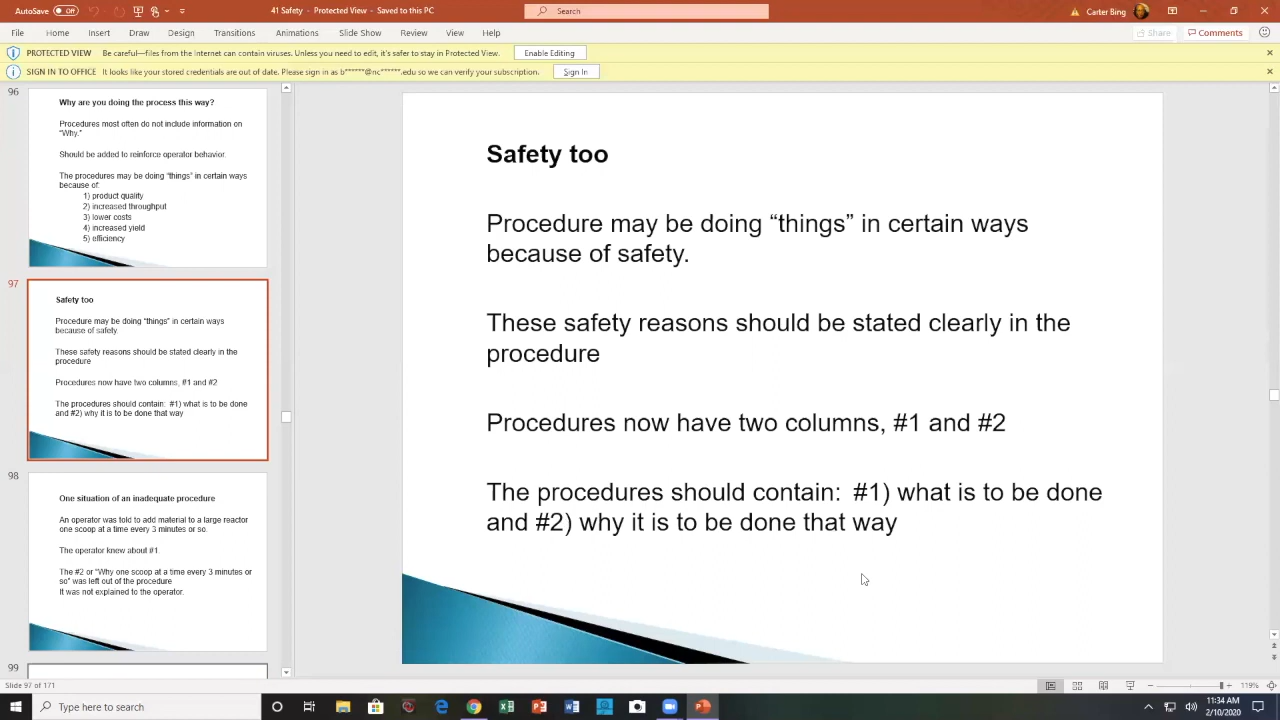 AutoSave Off 41 Safety - Protected View - Saved to this PC Search Carter Bing
File Home Insert Draw Design Transitions Animations Slide Show Review View Help Share Comments
PROTECTED VIEW Be careful—files from the Internet can contain viruses. Unless you need to edit, it's safer to stay in Protected View. Enable Editing
SIGN IN TO OFFICE It looks like your stored credentials are out of date. Please sign in as b******@nc******.edu so we can verify your subscription. Sign In
96
Why are you doing the process this way?
Procedures most often do not include information on
"Why."
Should be added to reinforce operator behavior.
The procedures may be doing "things" in certain ways
because of:
1) product quality
2) increased throughput
3) lower costs
4) increased yield
5) efficiency
97
Safety too
Procedure may be doing "things" in certain ways
because of safety.
These safety reasons should be stated clearly in the
procedure
Procedures now have two columns, #1 and #2
The procedures should contain: #1) what is to be done
and #2) why it is to be done that way
98
One situation of an inadequate procedure
An operator was told to add material to a large reactor
one scoop at a time every 3 minutes or so.
The operator knew about #1.
The #2 or "Why one scoop at a time every 3 minutes or
so" was left out of the procedure
It was not explained to the operator.
99
Safety too
Procedure may be doing “things” in certain ways
because of safety.
These safety reasons should be stated clearly in the
procedure
Procedures now have two columns, #1 and #2
The procedures should contain: #1) what is to be done
and #2) why it is to be done that way
Slide 97 of 171 119%
Type here to search
11:34 AM
2/10/2020